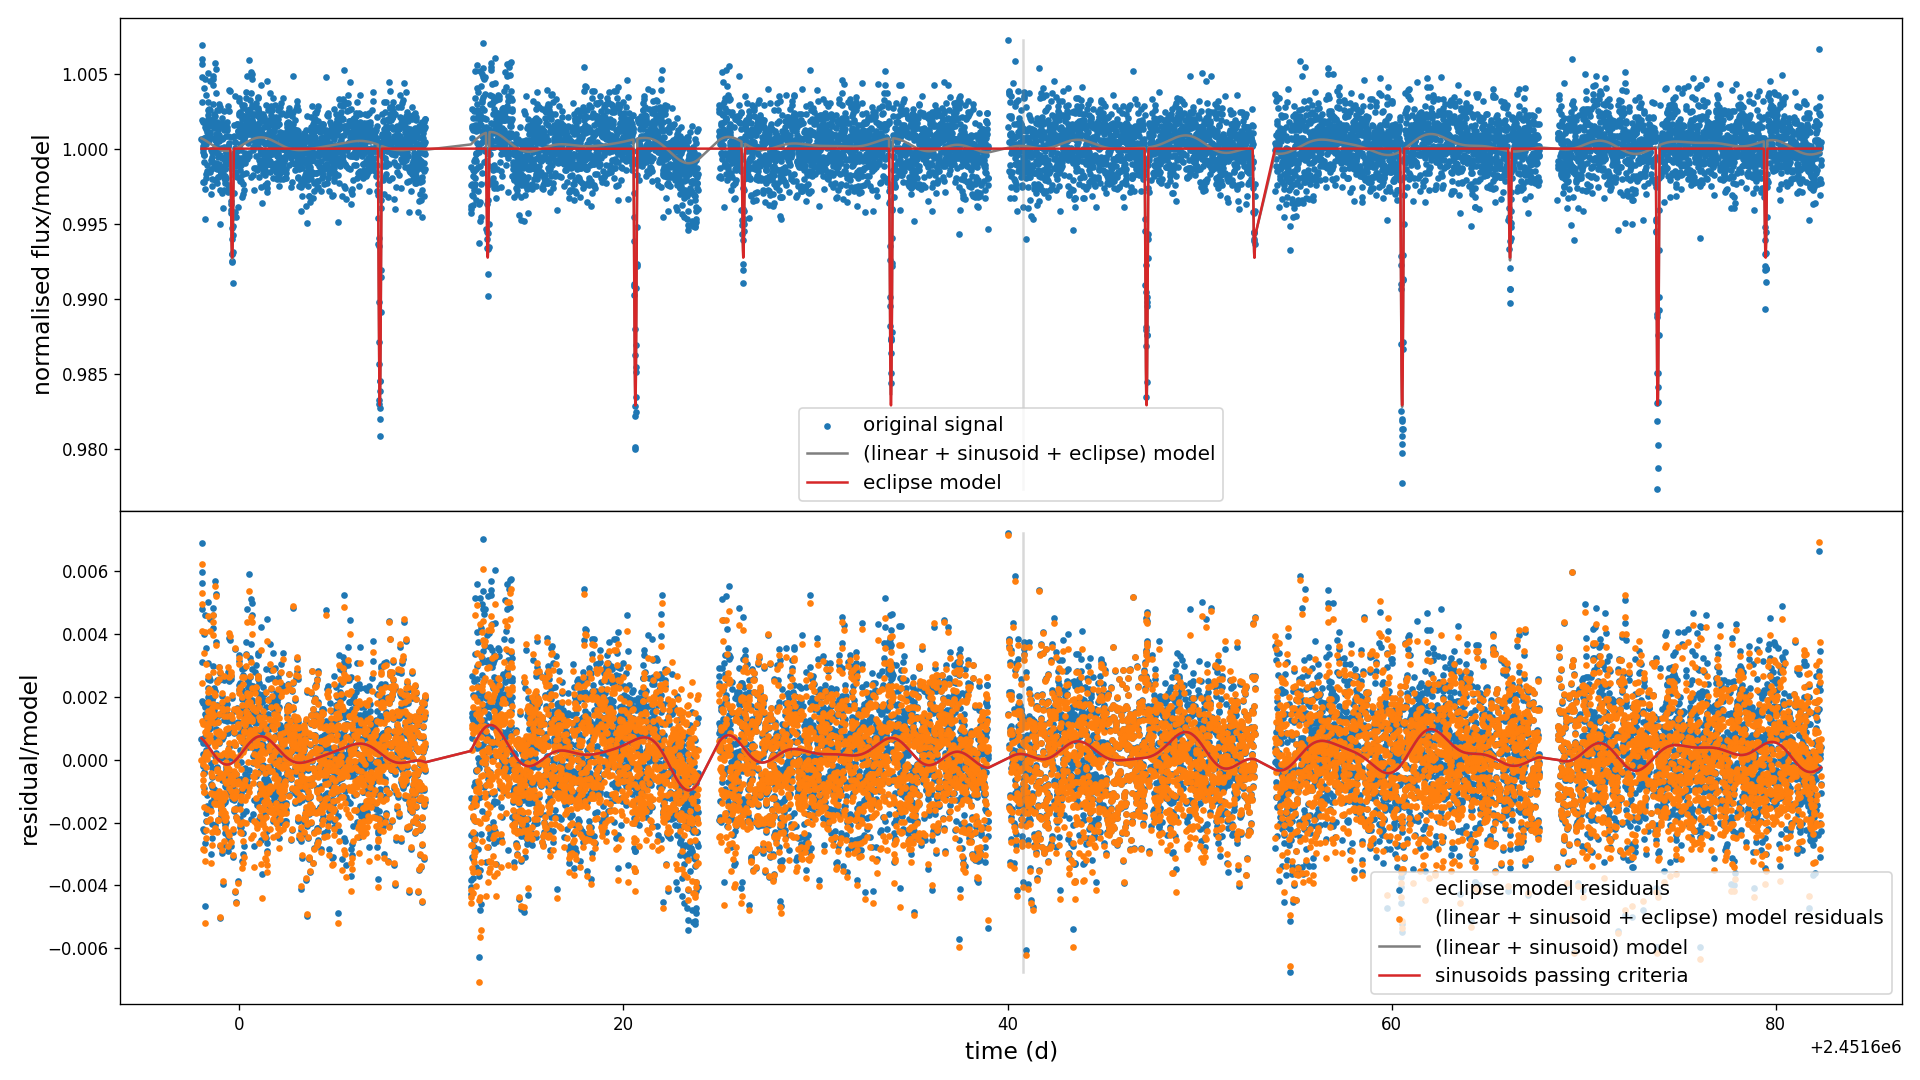 1.005
1.000
0.995
0.990
0.985
0.980
normalised flux/model
original signal
(linear + sinusoid + eclipse) model
eclipse model
0.006
0.004
0.002
0.000
−0.002
−0.004
−0.006
residual/model
eclipse model residuals
(linear + sinusoid + eclipse) model residuals
(linear + sinusoid) model
sinusoids passing criteria
0
20
40
60
80
time (d)
+2.4516e6